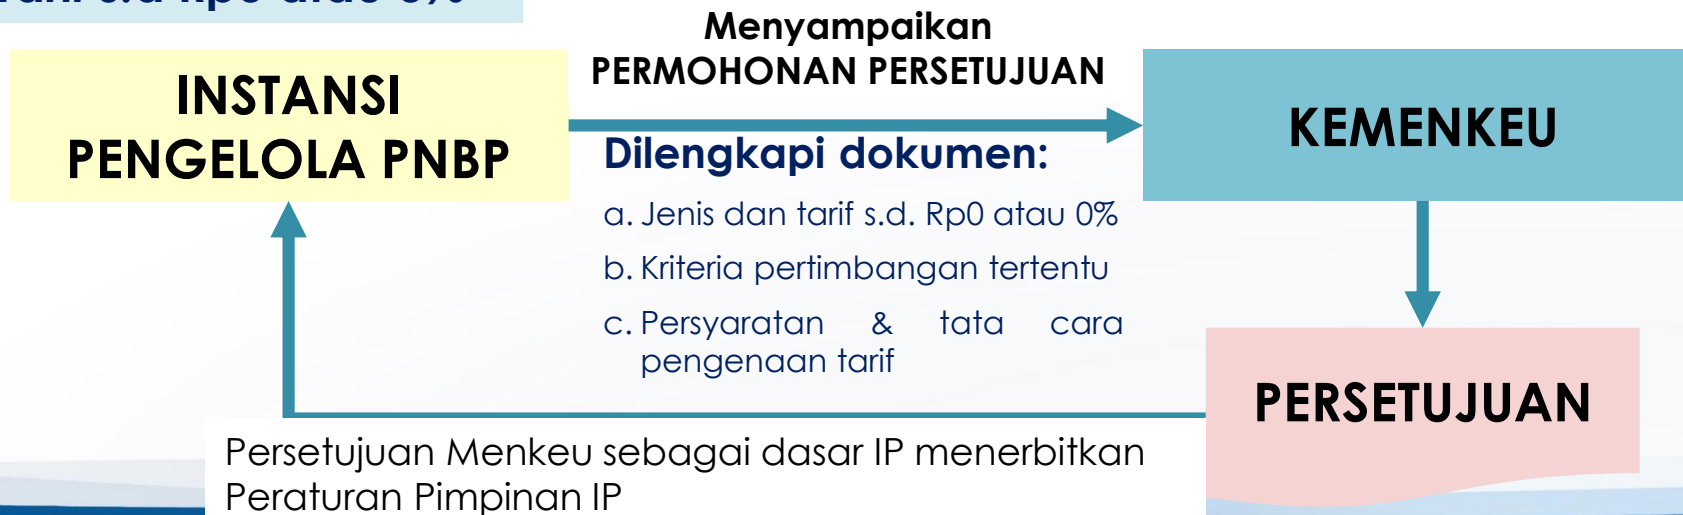 Menyampaikan
PERMOHONAN PERSETUJUAN
INSTANSI
PENGELOLA PNBP
KEMENKEU
Dilengkapi dokumen:
a. Jenis dan tarif s.d. Rp0 atau 0%
b. Kriteria pertimbangan tertentu
c. Persyaratan & tata cara
pengenaan tarif
PERSETUJUAN
Persetujuan Menkeu sebagai dasar IP menerbitkan
Peraturan Pimpinan IP